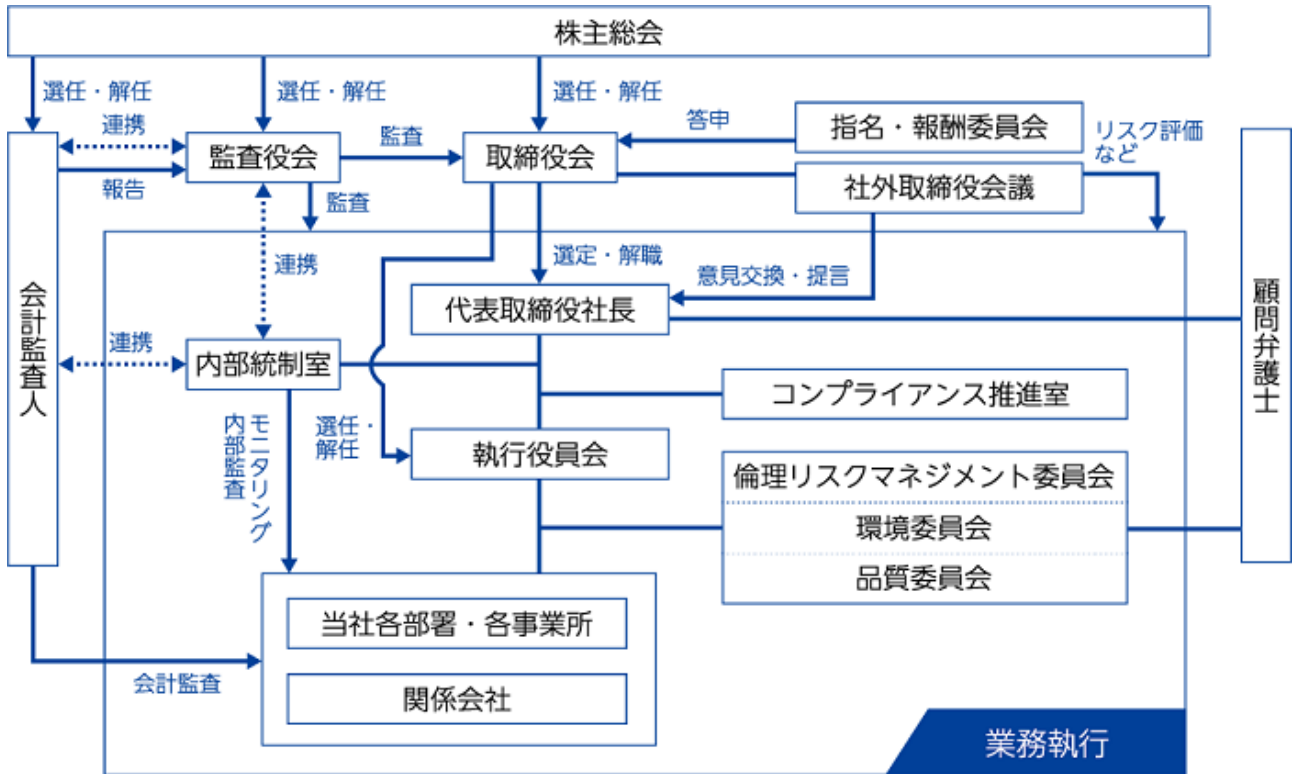 株主総会
選任・解任
選任・解任
選任・解任
連携
監査
答申
指名・報酬委員会
リスク評価
など
監査役会
取締役会
報告
監査
社外取締役会議
連携
選定・解職
意見交換・提言
会計監査人
代表取締役社長
顧問弁護士
連携
内部統制室
コンプライアンス推進室
モニタリング
内部監査
選任・
解任
執行役員会
倫理リスクマネジメント委員会
環境委員会
品質委員会
当社各部署・各事業所
会計監査
関係会社
業務執行